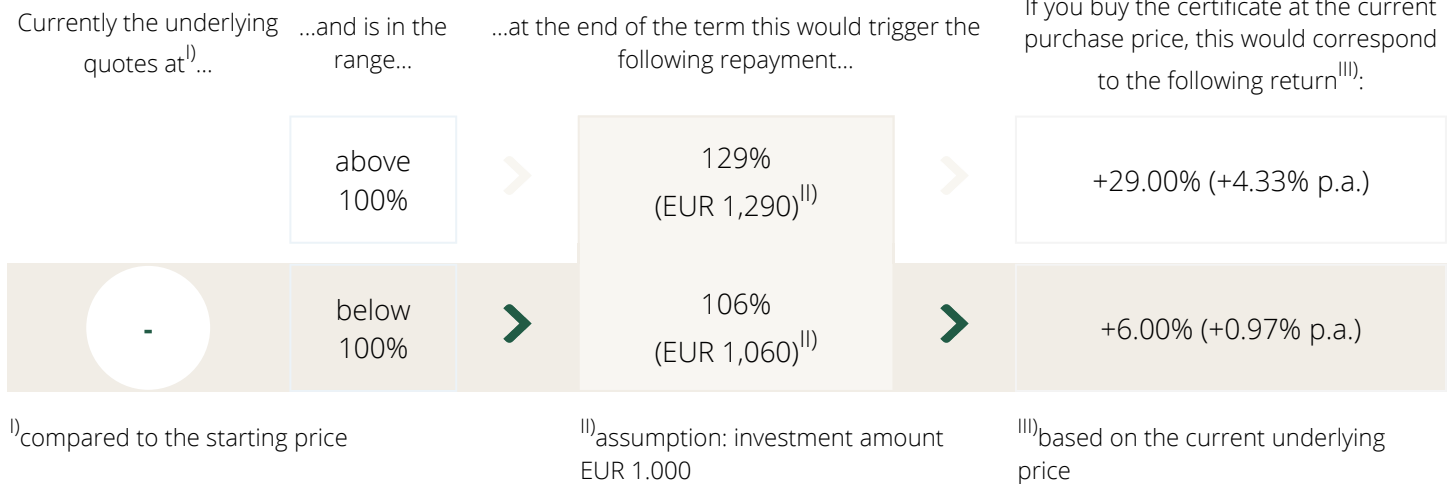 Currently the underlying
quotes at I)...
...and is in the
range...
...at the end of the term this would trigger the
following repayment...
If you buy the certificate at the current
purchase price, this would correspond
to the following return III):
above
100%
129%
(EUR 1,290) II)
+29.00% (+4.33% p.a.)
-
below
100%
106%
(EUR 1,060) II)
+6.00% (+0.97% p.a.)
I)compared to the starting price
II)assumption: investment amount
EUR 1.000
III)based on the current underlying
price